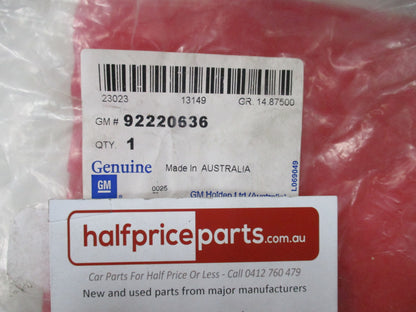 23023 13149 GR. 14.87500
GM # 92220636
QTY. 1
Genuine Made In AUSTRALIA
GM 0025
GM Holden Ltd (Australia)
L069049
halfpriceparts.com.au
Car Parts For Half Price Or Less - Call 0412 760 479
New and used parts from major manufacturers